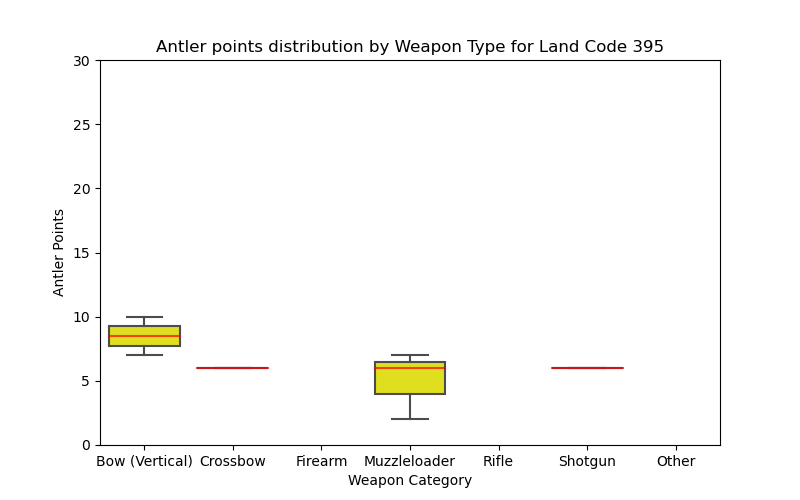 Antler points distribution by Weapon Type for Land Code 395
30
25
20
15
10
5
0
Antler Points
Bow (Vertical) Crossbow Firearm Muzzleloader Rifle Shotgun Other
Weapon Category